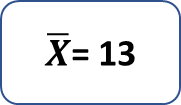 X̅ = 13